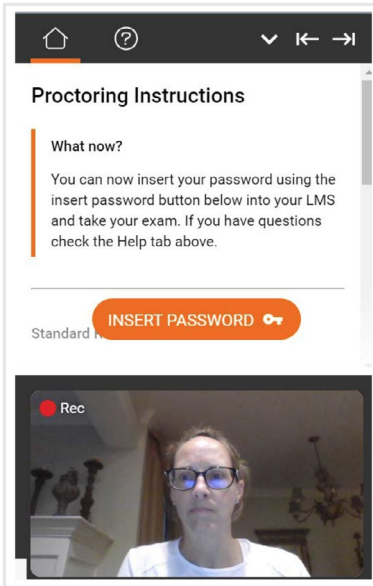 Proctoring Instructions
What now?
You can now insert your password using the
insert password button below into your LMS
and take your exam. If you have questions
check the Help tab above.
INSERT PASSWORD
Standard
Rec